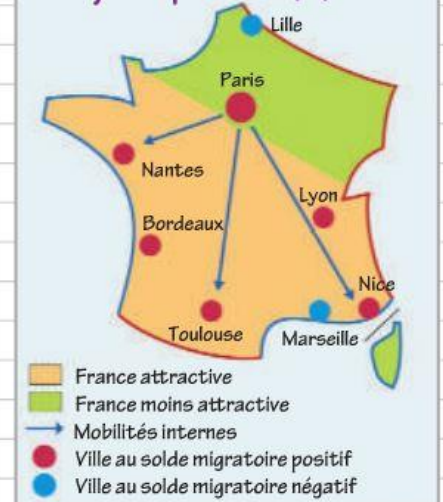 Lille
Paris
Nantes
Lyon
Bordeaux
Nice
Toulouse
Marseille
France attractive
France moins attractive
Mobilités internes
Ville au solde migratoire positif
Ville au solde migratoire négatif